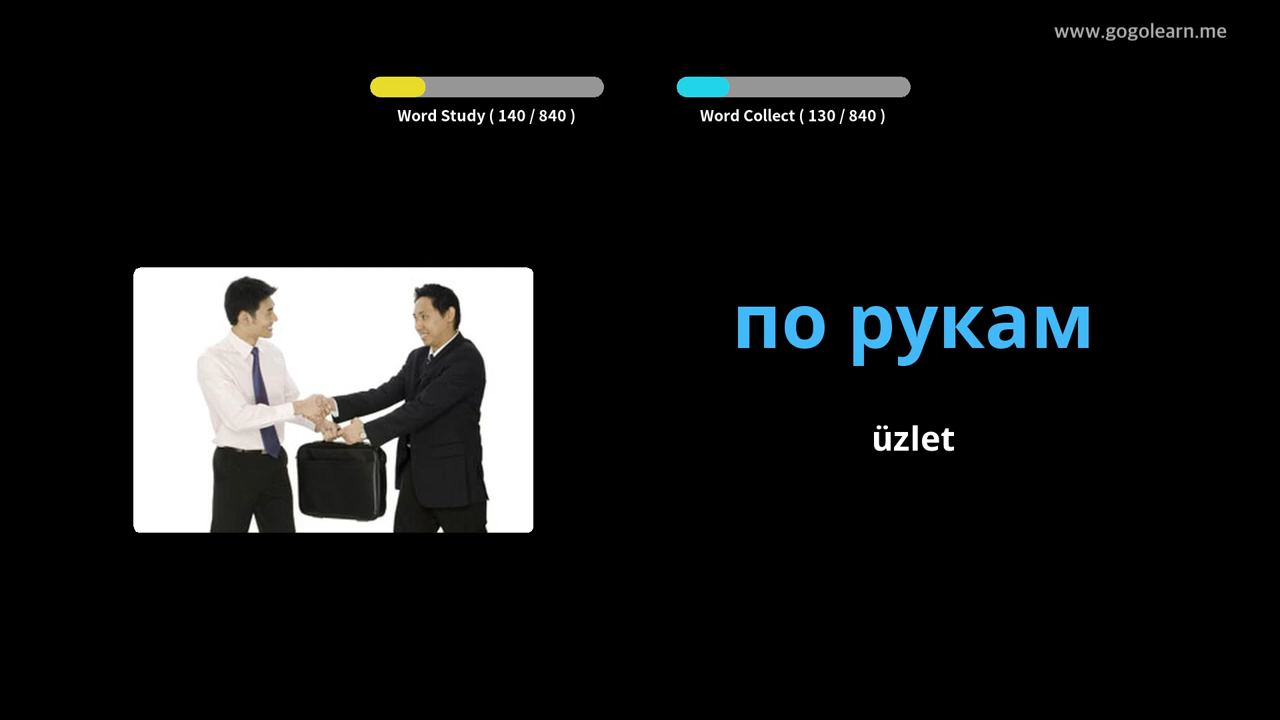 www.gogolearn.me
Word Study ( 140 / 840 )
Word Collect ( 130 / 840 )
по рукам
üzlet